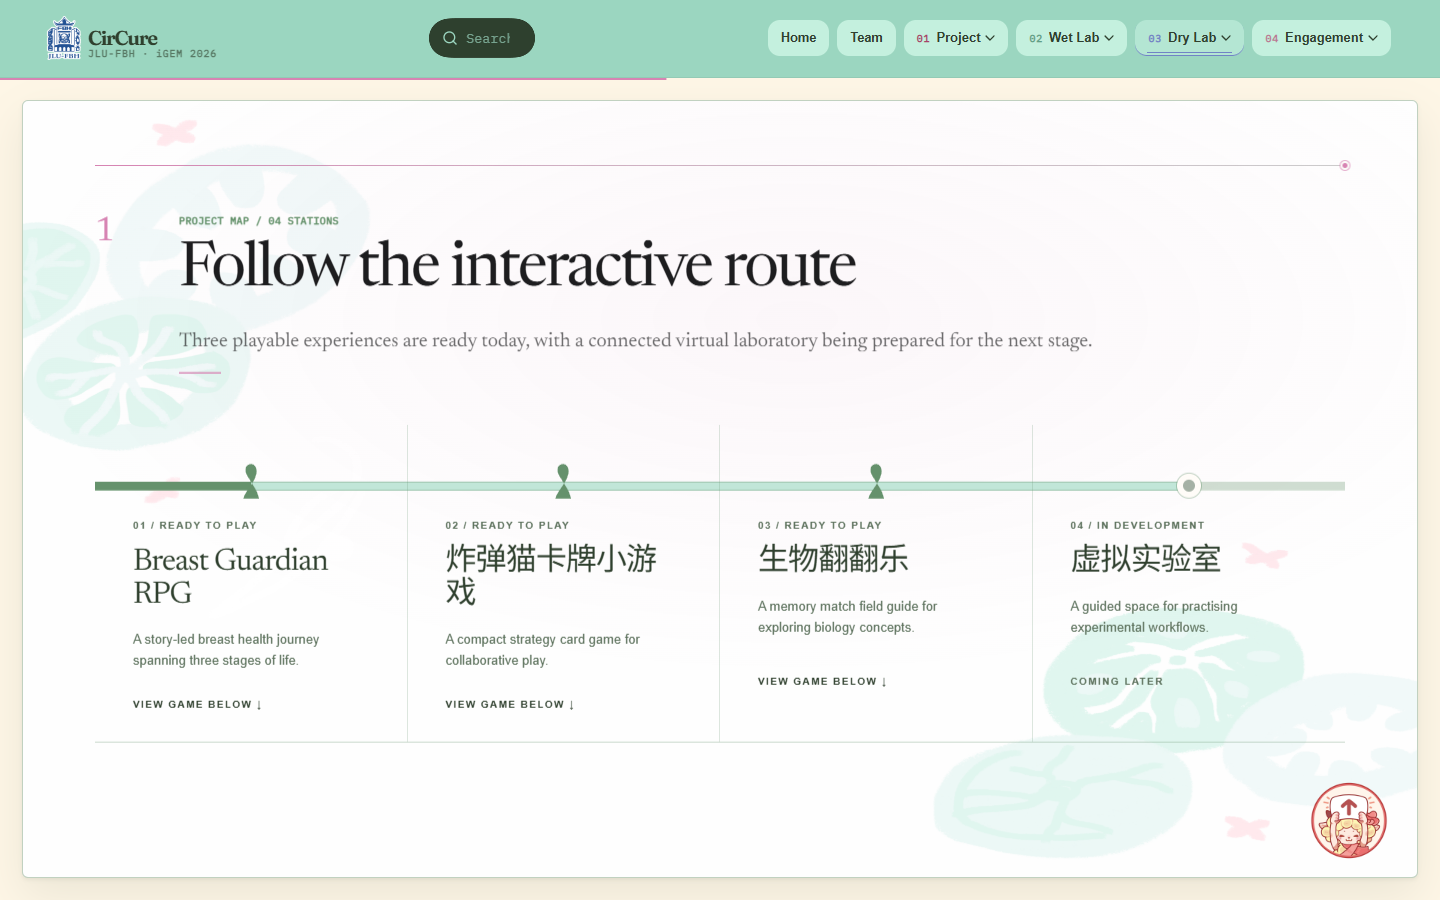 CirCure
JLU-FBH · iGEM 2026
JLU-FBH
Search
Home
Team
01 Project
02 Wet Lab
03 Dry Lab
04 Engagement
1
PROJECT MAP / 04 STATIONS
Follow the interactive route
Three playable experiences are ready today, with a connected virtual laboratory being prepared for the next stage.
01 / READY TO PLAY
Breast Guardian
RPG
A story-led breast health journey
spanning three stages of life.
VIEW GAME BELOW ↓
02 / READY TO PLAY
炸弹猫卡牌小游
戏
A compact strategy card game for
collaborative play.
VIEW GAME BELOW ↓
03 / READY TO PLAY
生物翻翻乐
A memory match field guide for
exploring biology concepts.
VIEW GAME BELOW ↓
04 / IN DEVELOPMENT
虚拟实验室
A guided space for practising
experimental workflows.
COMING LATER